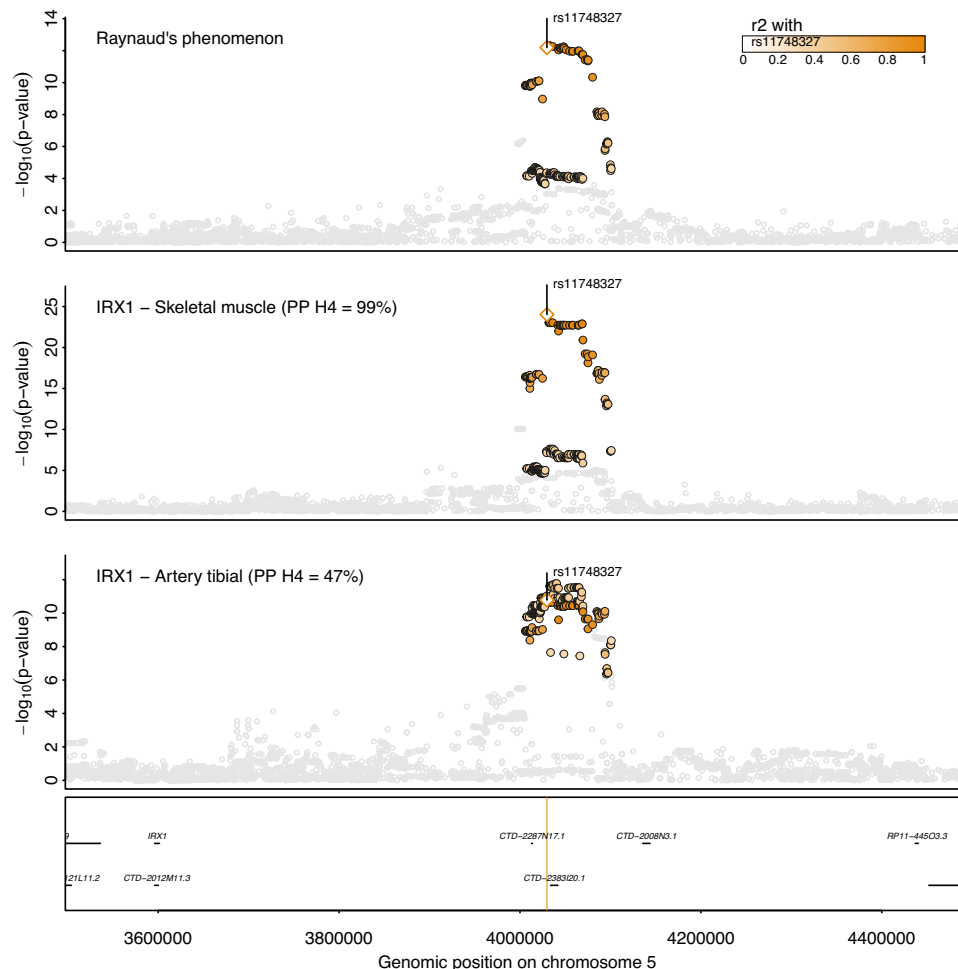 rs11748327
Raynaud's phenomenon
r2 with
rs11748327
0 0.2 0.4 0.6 0.8 1
14
12
10
8
6
4
2
0
−log10(p−value)
rs11748327
IRX1 − Skeletal muscle (PP H4 = 99%)
25
20
15
10
5
0
−log10(p−value)
rs11748327
IRX1 − Artery tibial (PP H4 = 47%)
10
8
6
4
2
0
−log10(p−value)
9 IRX1 CTD-2287N17.1 CTD-2008N3.1 RP11-445O3.3
121L11.2 CTD-2012M11.3 CTD-2383I20.1
3600000 3800000 4000000 4200000 4400000
Genomic position on chromosome 5